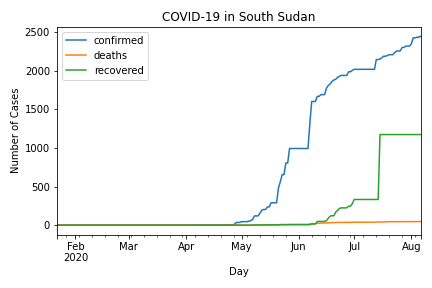 COVID-19 in South Sudan
confirmed
deaths
recovered
Number of Cases
2500
2000
1500
1000
500
0
Feb Mar Apr May Jun Jul Aug
2020
Day